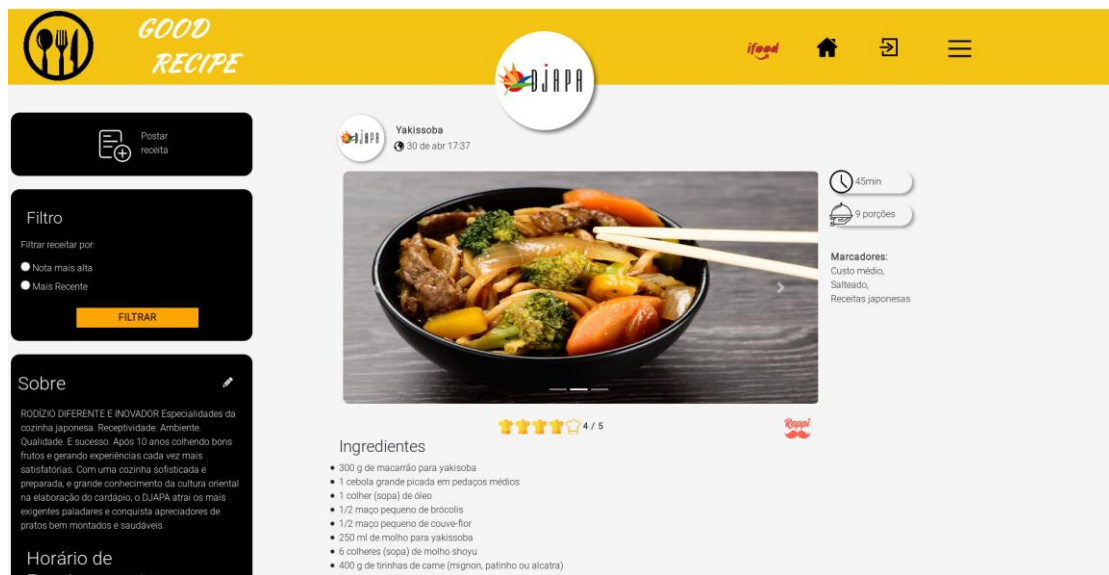 GOOD
RECIPE
ifood
DJAPA
Postar
receita
Filtro
Filtrar receitar por:
Nota mais alta
Mais Recente
FILTRAR
Sobre
RODÍZIO DIFERENTE E INOVADOR Especialidades da
cozinha japonesa. Receptividade. Ambiente.
Qualidade. E sucesso. Após 10 anos colhendo bons
frutos e gerando experiências cada vez mais
satisfatórias. Com uma cozinha sofisticada e
preparada, e grande conhecimento da cultura oriental
na elaboração do cardápio, o DJAPA atrai os mais
exigentes paladares e conquista apreciadores de
pratos bem montados e saudáveis.
Horário de
DJAPA
Yakissoba
30 de abr 17:37
45min
9 porções
Marcadores:
Custo médio,
Salteado,
Receitas japonesas
4 / 5
Rappi
Ingredientes
300 g de macarrão para yakisoba
1 cebola grande picada em pedaços médios
1 colher (sopa) de óleo
1/2 maço pequeno de brócolis
1/2 maço pequeno de couve-flor
250 ml de molho para yakissoba
6 colheres (sopa) de molho shoyu
400 g de tirinhas de carne (mignon, patinho ou alcatra)